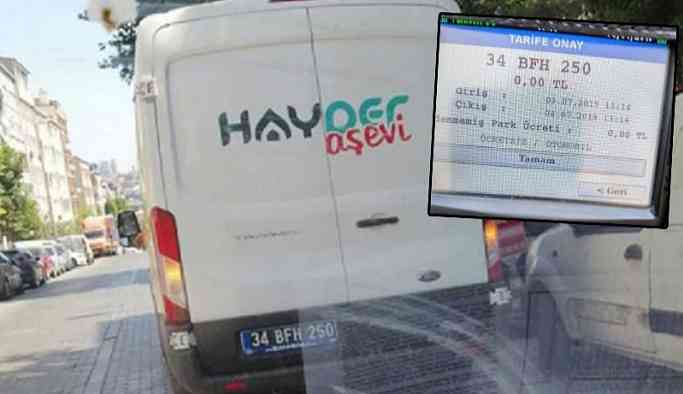 HAYDER
aşevi
34 BFH 250
TARİFE ONAY
34 BFH 250
0,00 TL
Giriş :
Çıkış :
Ödenmemiş Park Ücreti : 0,00 TL
ÜCRETSİZ / OTOMOBİL
Tamam
< Geri